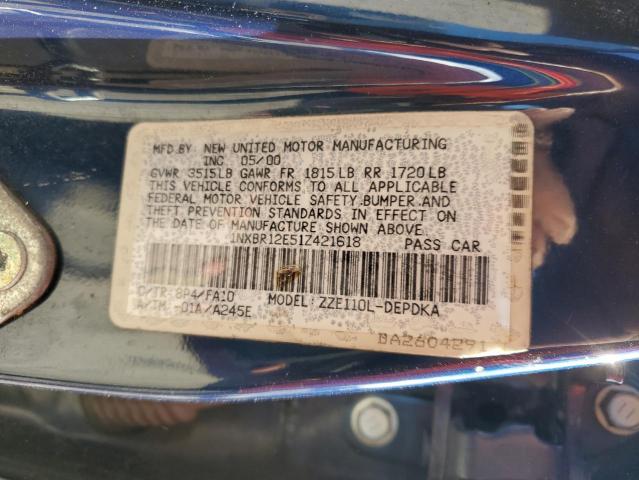 MFD.BY NEW UNITED MOTOR MANUFACTURING
INC. 05/00
GVWR 3515LB GAWR FR 1815LB RR 1720LB
THIS VEHICLE CONFORMS TO ALL APPLICABLE
FEDERAL MOTOR VEHICLE SAFETY,BUMPER,AND
THEFT PREVENTION STANDARDS IN EFFECT ON
THE DATE OF MANUFACTURE SHOWN ABOVE.
1NXBR12E51Z421618 PASS CAR
C/TR-8P4/FA10 MODEL:ZZE110L-DEPDKA
A/TM-01A/A245E
BA2604291